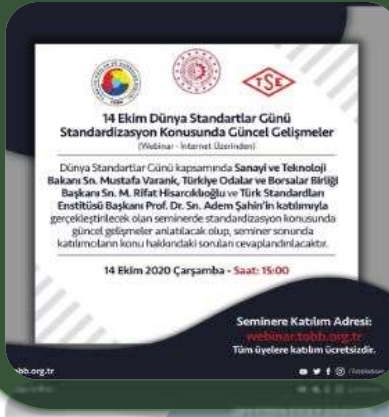 TSE
14 Ekim Dünya Standartlar Günü
Standardizasyon Konusunda Güncel Gelişmeler
(Webinar - İnternet Üzerinden)
Dünya Standartlar Günü kapsamında Sanayi ve Teknoloji
Bakanı Sn. Mustafa Varank, Türkiye Odalar ve Borsalar Birliği
Başkanı Sn. M. Rifat Hisarcıklıoğlu ve Türk Standardları
Enstitüsü Başkanı Prof. Dr. Sn. Adem Şahin'in katılımıyla
gerçekleştirilecek olan seminerde standardizasyon konusunda
güncel gelişmeler anlatılacak olup, seminer sonunda
katılımcıların konu hakkındaki soruları cevaplandırılacaktır.
14 Ekim 2020 Çarşamba - Saat: 15:00
Seminere Katılım Adresi:
webinar.tobb.org.tr
Tüm üyelere katılım ücretsizdir.
obb.org.tr